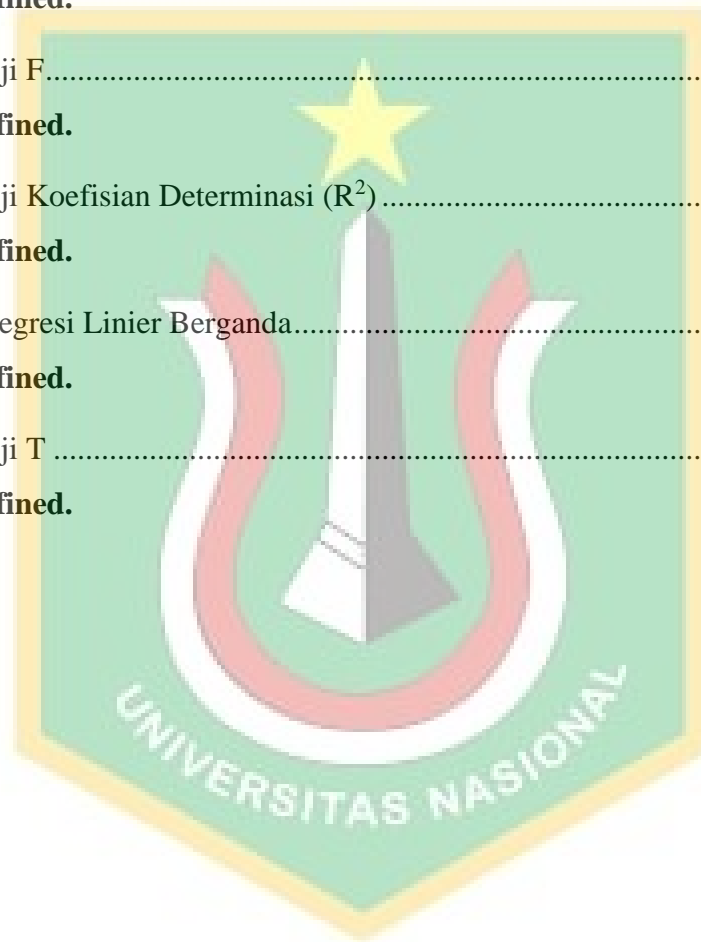 fined.
ji F..........................................................................
fined.
ji Koefisian Determinasi (R²) ....................................
fined.
egresi Linier Berganda..............................................
fined.
ji T ..........................................................................
fined.
UNIVERSITAS NASIONAL